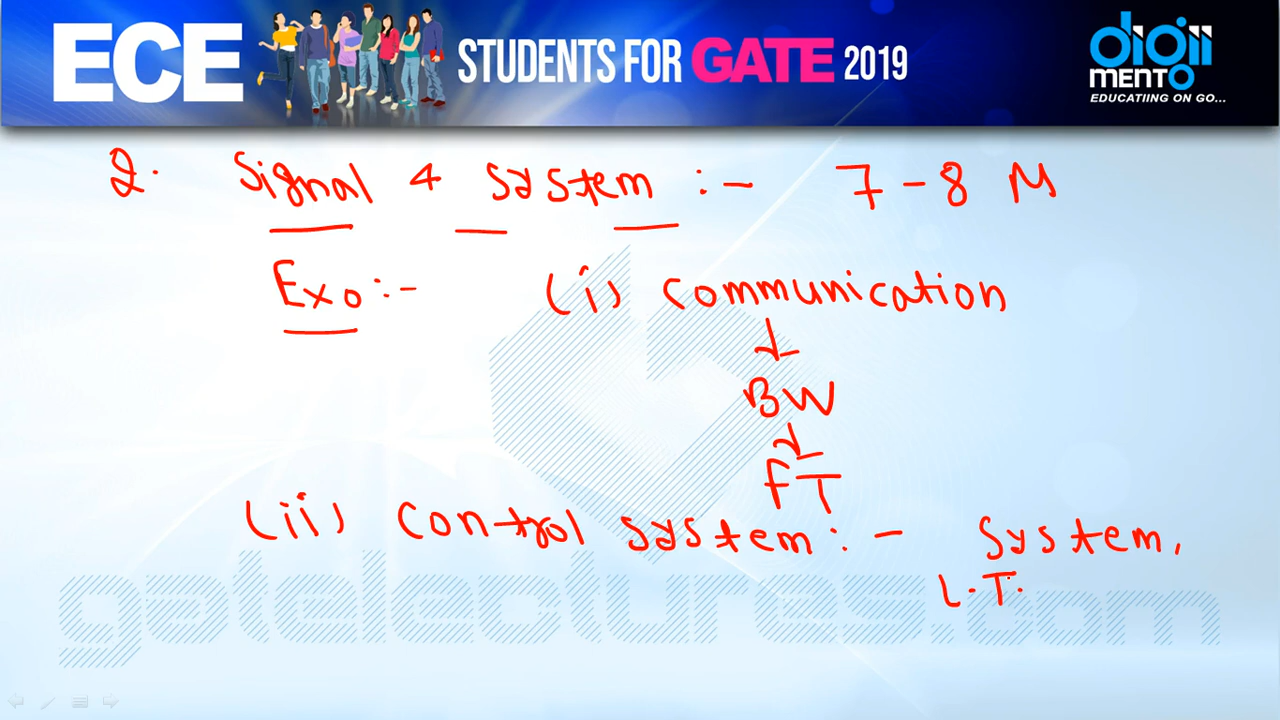 ECE STUDENTS FOR GATE 2019
digii
MENTO
EDUCATIING ON GO...
2. Signal & system :- 7-8 M
Exo:- (i) communication
BW
FT
(ii) control system:- system,
L.T.
gatelectures.com